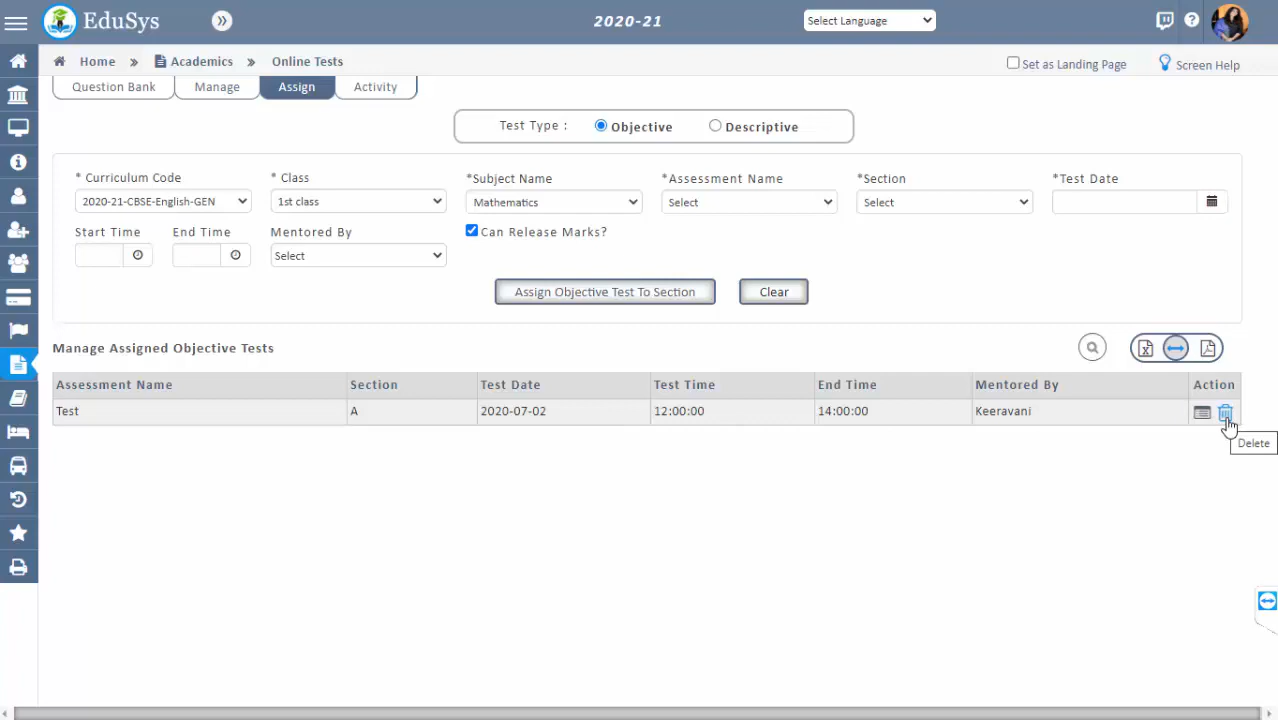 EduSys » 2020-21 Select Language ?
Home » Academics » Online Tests Set as Landing Page Screen Help
Question Bank Manage Assign Activity
Test Type : Objective Descriptive
* Curriculum Code * Class *Subject Name *Assessment Name *Section *Test Date
2020-21-CBSE-English-GEN 1st class Mathematics Select Select
Start Time End Time Mentored By Can Release Marks?
Select
Assign Objective Test To Section Clear
Manage Assigned Objective Tests
Assessment Name Section Test Date Test Time End Time Mentored By Action
Test A 2020-07-02 12:00:00 14:00:00 Keeravani
Delete